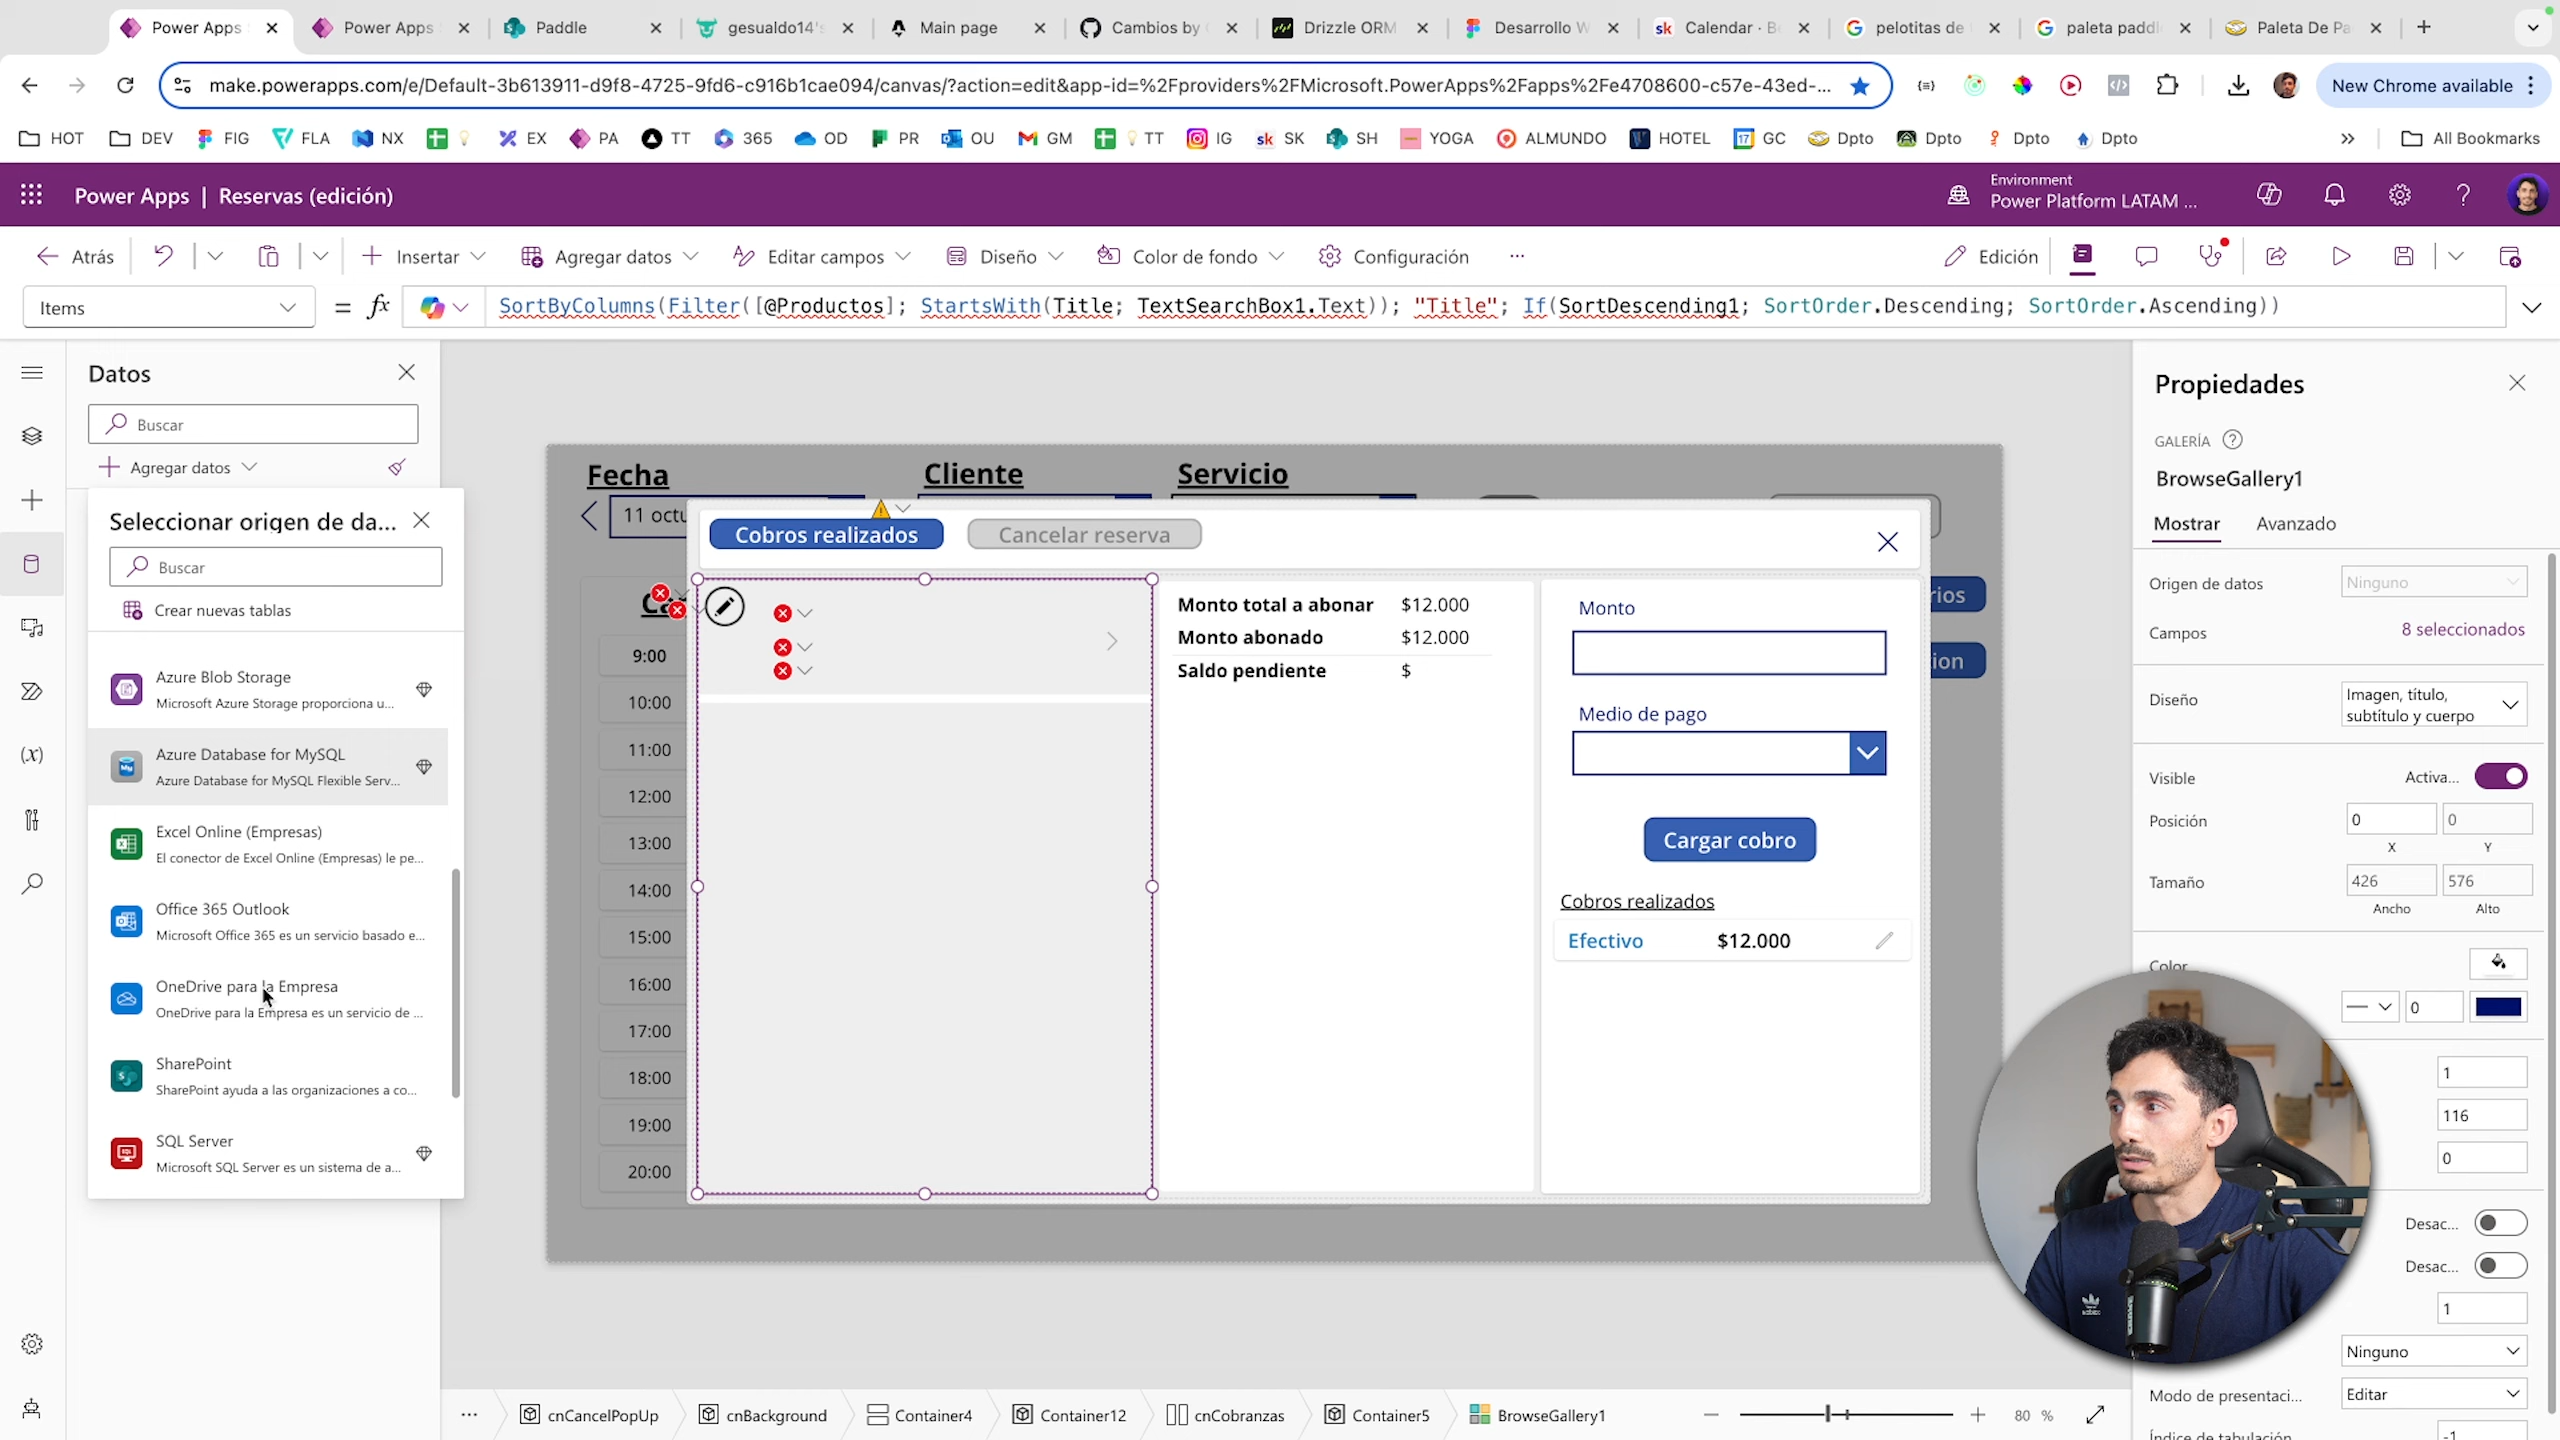 Power Apps
Power Apps
Paddle
gesualdo14's
Main page
Cambios by
Drizzle ORM
Desarrollo W
Calendar · B
pelotitas de
paleta paddl
Paleta De Pa
make.powerapps.com/e/Default-3b613911-d9f8-4725-9fd6-c916b1cae094/canvas/?action=edit&app-id=%2Fproviders%2FMicrosoft.PowerApps%2Fapps%2Fe4708600-c57e-43ed-...
New Chrome available
HOT DEV FIG FLA NX EX PA TT 365 OD PR OU GM TT IG SK SH YOGA ALMUNDO HOTEL GC Dpto Dpto Dpto Dpto » All Bookmarks
Power Apps | Reservas (edición)
Environment
Power Platform LATAM ...
Atrás Insertar Agregar datos Editar campos Diseño Color de fondo Configuración ... Edición
Items = fx SortByColumns(Filter([@Productos]; StartsWith(Title; TextSearchBox1.Text)); "Title"; If(SortDescending1; SortOrder.Descending; SortOrder.Ascending))
Datos
Buscar
Agregar datos
Seleccionar origen de da...
Buscar
Crear nuevas tablas
Azure Blob Storage
Microsoft Azure Storage proporciona u...
Azure Database for MySQL
Azure Database for MySQL Flexible Serv...
Excel Online (Empresas)
El conector de Excel Online (Empresas) le pe...
Office 365 Outlook
Microsoft Office 365 es un servicio basado e...
OneDrive para la Empresa
OneDrive para la Empresa es un servicio de ...
SharePoint
SharePoint ayuda a las organizaciones a co...
SQL Server
Microsoft SQL Server es un sistema de a...
Fecha Cliente Servicio
11 octu
Cobros realizados
Cancelar reserva
9:00
10:00
11:00
12:00
13:00
14:00
15:00
16:00
17:00
18:00
19:00
20:00
Monto total a abonar $12.000
Monto abonado $12.000
Saldo pendiente $
Monto
Medio de pago
Cargar cobro
Cobros realizados
Efectivo $12.000
rios
ion
Propiedades
GALERÍA
BrowseGallery1
Mostrar Avanzado
Origen de datos Ninguno
Campos 8 seleccionados
Diseño Imagen, título, subtítulo y cuerpo
Visible Activa...
Posición 0 0
X Y
Tamaño 426 576
Ancho Alto
Color
0
1
116
0
Desac...
Desac...
1
Ninguno
Modo de presentaci... Editar
Índice de tabulación -1
... cnCancelPopUp cnBackground Container4 Container12 cnCobranzas Container5 BrowseGallery1
80 %